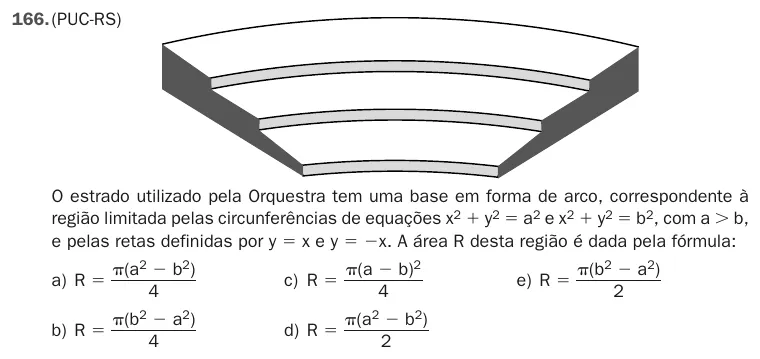 166. (PUC-RS)
O estrado utilizado pela Orquestra tem uma base em forma de arco, correspondente à
região limitada pelas circunferências de equações x² + y² = a² e x² + y² = b², com a > b,
e pelas retas definidas por y = x e y = −x. A área R desta região é dada pela fórmula:
a) R = π(a² − b²)/4 c) R = π(a − b)²/4 e) R = π(b² − a²)/2
b) R = π(b² − a²)/4 d) R = π(a² − b²)/2